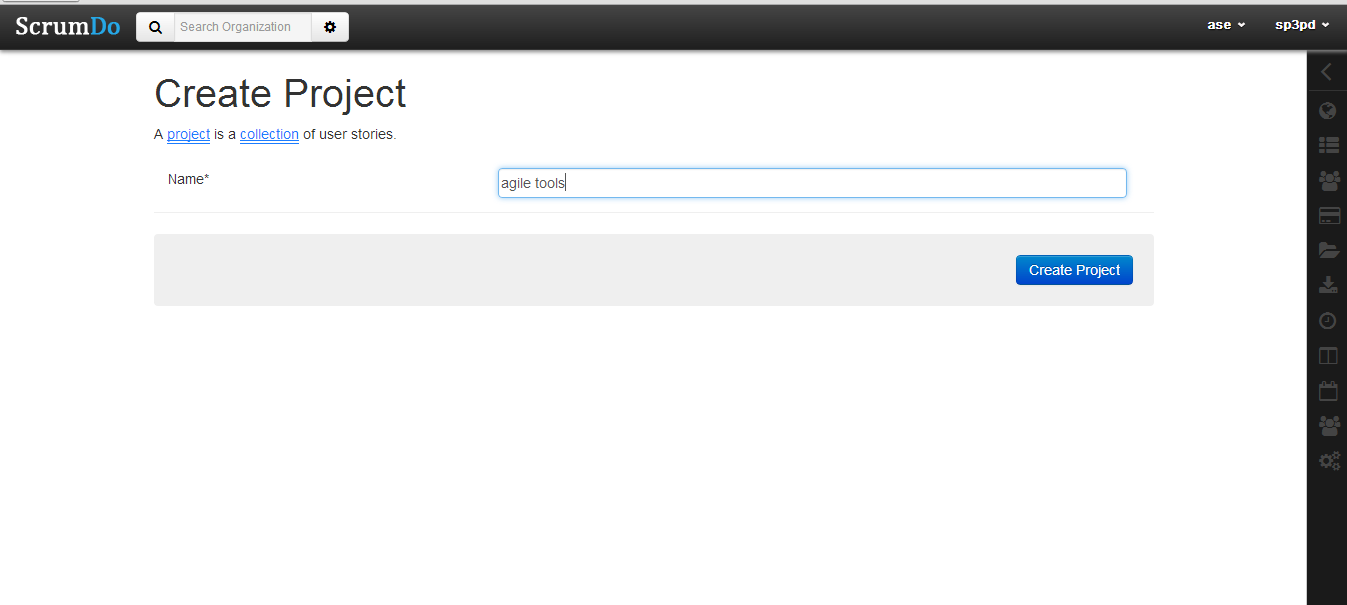 ScrumDo Search Organization ase sp3pd
Create Project
A project is a collection of user stories.
Name* agile tools
Create Project